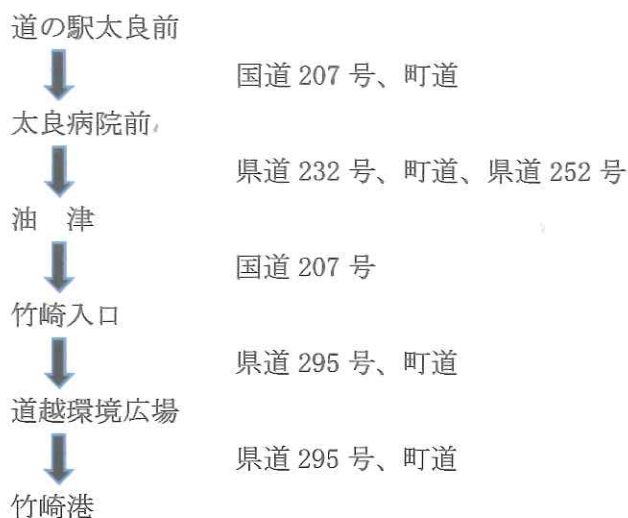 道の駅太良前
国道 207 号、町道
太良病院前
県道 232 号、町道、県道 252 号
油　津
国道 207 号
竹崎入口
県道 295 号、町道
道越環境広場
県道 295 号、町道
竹崎港